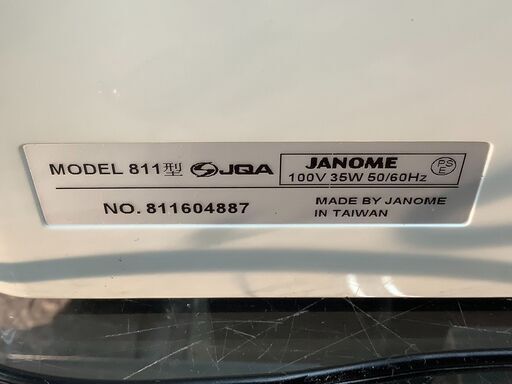 MODEL 811型 JQA JANOME PSE
100V 35W 50/60Hz
NO. 811604887 MADE BY JANOME
IN TAIWAN